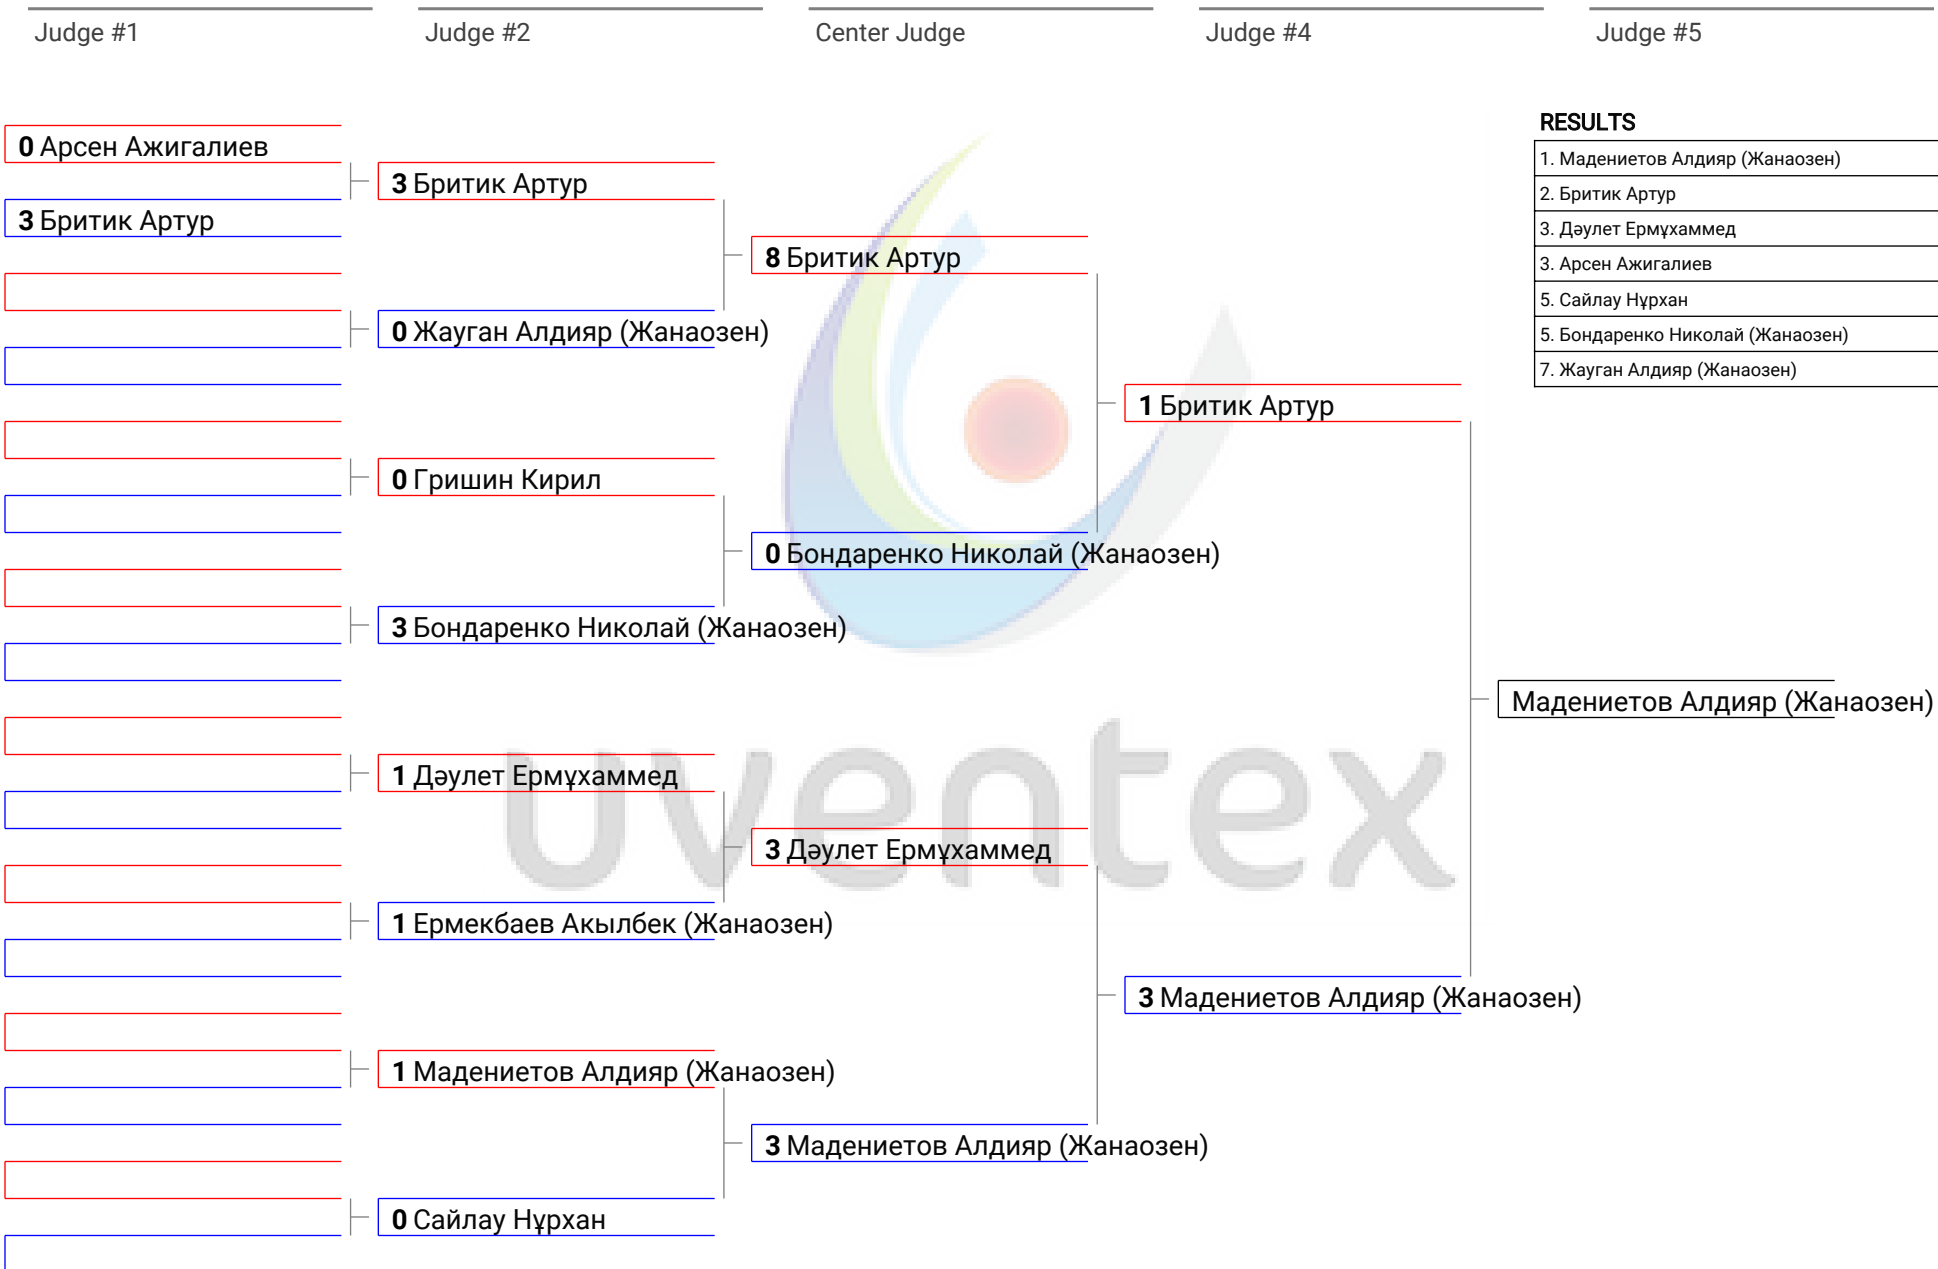 Judge #1
Judge #2
Center Judge
Judge #4
Judge #5
RESULTS
1. Мадениетов Алдияр (Жанаозен)
2. Бритик Артур
3. Дәулет Ермұхаммед
3. Арсен Ажигалиев
5. Сайлау Нұрхан
5. Бондаренко Николай (Жанаозен)
7. Жауган Алдияр (Жанаозен)
0 Арсен Ажигалиев
3 Бритик Артур
3 Бритик Артур
0 Жауган Алдияр (Жанаозен)
0 Гришин Кирил
3 Бондаренко Николай (Жанаозен)
1 Дәулет Ермұхаммед
1 Ермекбаев Акылбек (Жанаозен)
1 Мадениетов Алдияр (Жанаозен)
0 Сайлау Нұрхан
8 Бритик Артур
0 Бондаренко Николай (Жанаозен)
3 Дәулет Ермұхаммед
3 Мадениетов Алдияр (Жанаозен)
1 Бритик Артур
3 Мадениетов Алдияр (Жанаозен)
Мадениетов Алдияр (Жанаозен)
uventex